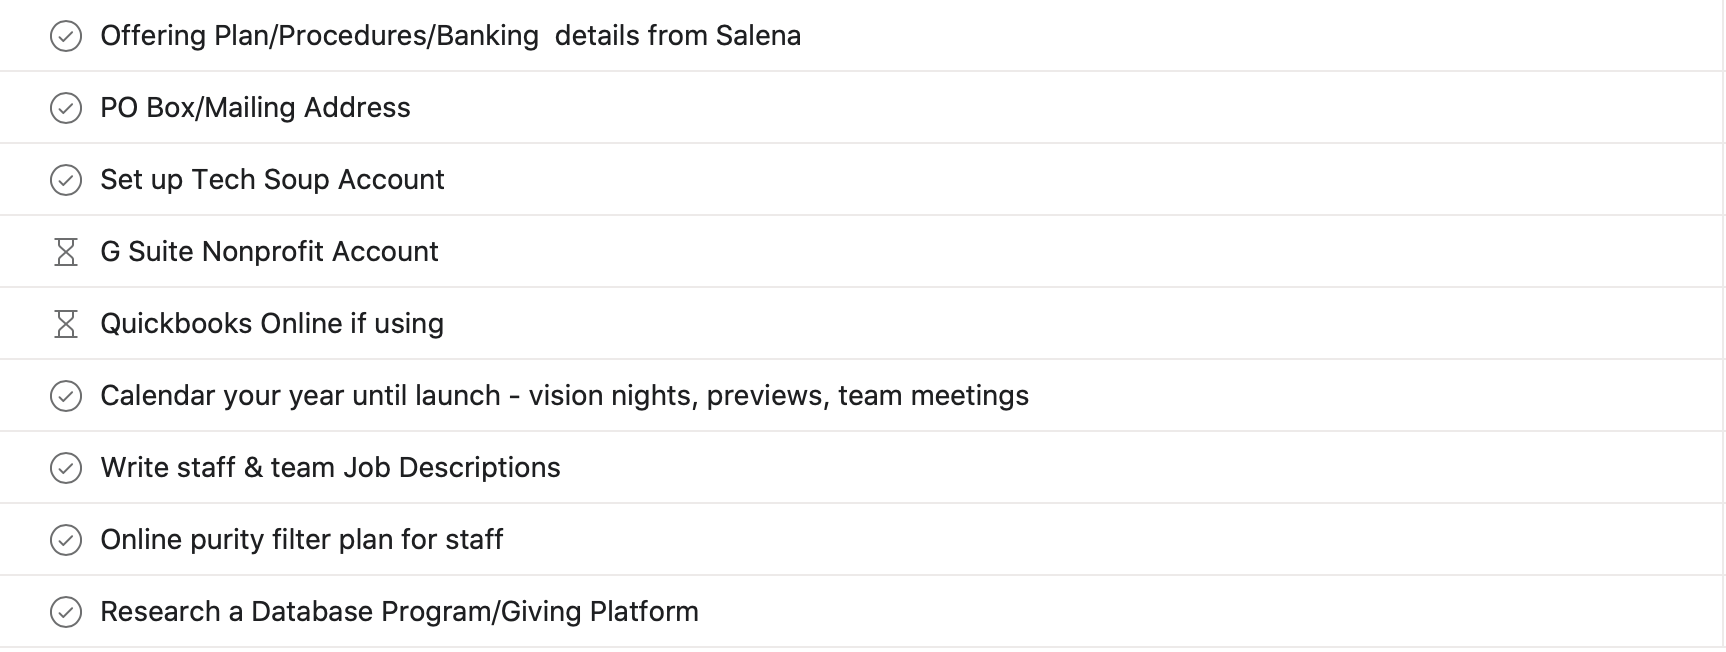 Offering Plan/Procedures/Banking  details from Salena
PO Box/Mailing Address
Set up Tech Soup Account
G Suite Nonprofit Account
Quickbooks Online if using
Calendar your year until launch - vision nights, previews, team meetings
Write staff & team Job Descriptions
Online purity filter plan for staff
Research a Database Program/Giving Platform